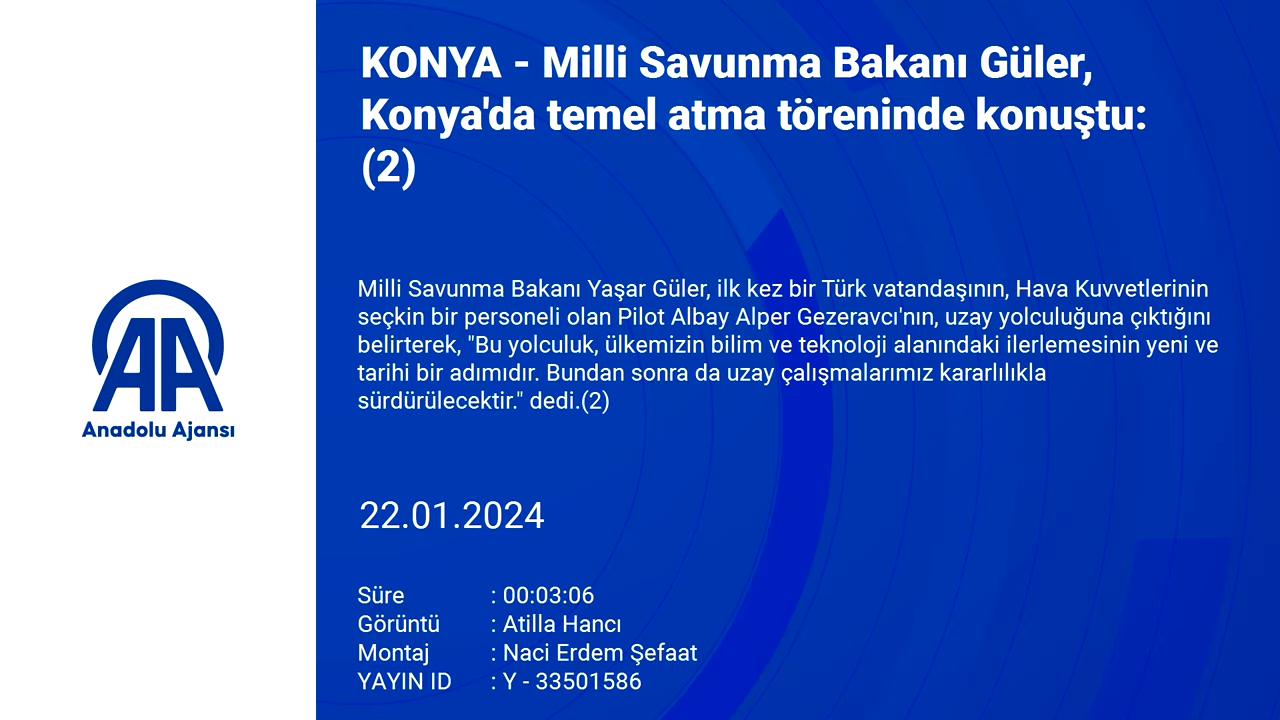 KONYA - Milli Savunma Bakanı Güler,
Konya'da temel atma töreninde konuştu:
(2)
Milli Savunma Bakanı Yaşar Güler, ilk kez bir Türk vatandaşının, Hava Kuvvetlerinin
seçkin bir personeli olan Pilot Albay Alper Gezeravcı'nın, uzay yolculuğuna çıktığını
belirterek, "Bu yolculuk, ülkemizin bilim ve teknoloji alanındaki ilerlemesinin yeni ve
tarihi bir adımıdır. Bundan sonra da uzay çalışmalarımız kararlılıkla
sürdürülecektir." dedi.(2)
AA
Anadolu Ajansı
22.01.2024
Süre : 00:03:06
Görüntü : Atilla Hancı
Montaj : Naci Erdem Şefaat
YAYIN ID : Y - 33501586